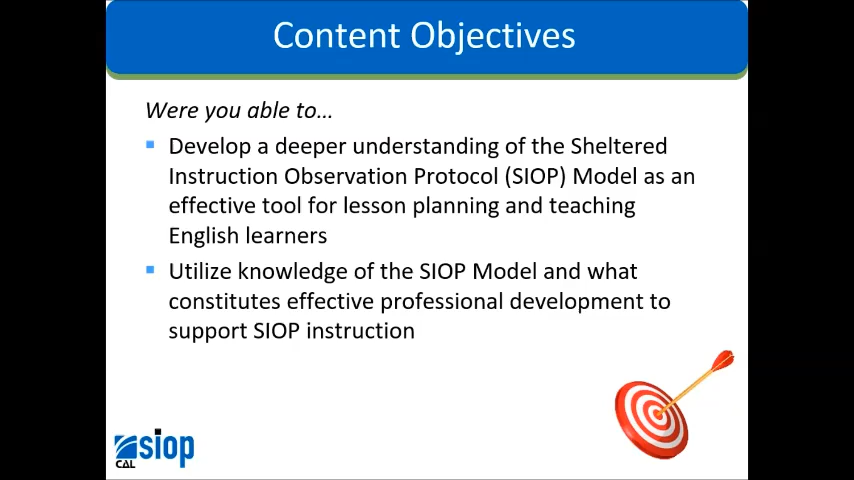 Content Objectives
Were you able to...
Develop a deeper understanding of the Sheltered
Instruction Observation Protocol (SIOP) Model as an
effective tool for lesson planning and teaching
English learners
Utilize knowledge of the SIOP Model and what
constitutes effective professional development to
support SIOP instruction
siop
CAL